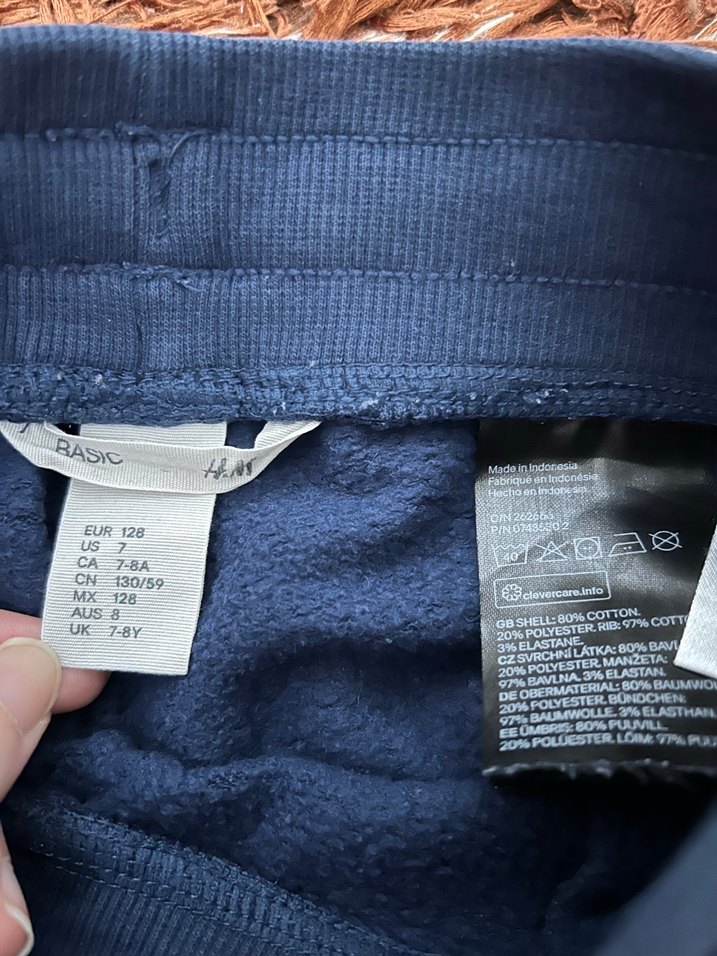 BASIC
H&M
EUR 128
US 7
CA 7-8A
CN 130/59
MX 128
AUS 8
UK 7-8Y
Made in Indonesia
Fabriqué en Indonésie
Hecho en Indonesia
C/N
P/N
40
clevercare.info
GB SHELL: 80% COTTON.
20% POLYESTER. RIB: 97% COTT
3% ELASTANE.
CZ SVRCHNÍ LÁTKA: 80% BAVL
20% POLYESTER. MANŽETA:
97% BAVLNA. 3% ELASTAN.
DE OBERMATERIAL: 80% BAUMWOL
20% POLYESTER. BÜNDCHEN:
97% BAUMWOLLE. 3% ELASTHAN.
EE ÜMBRIS: 80% PUUVILL.
20% POLÜESTER. LÕIM: 97% PUU